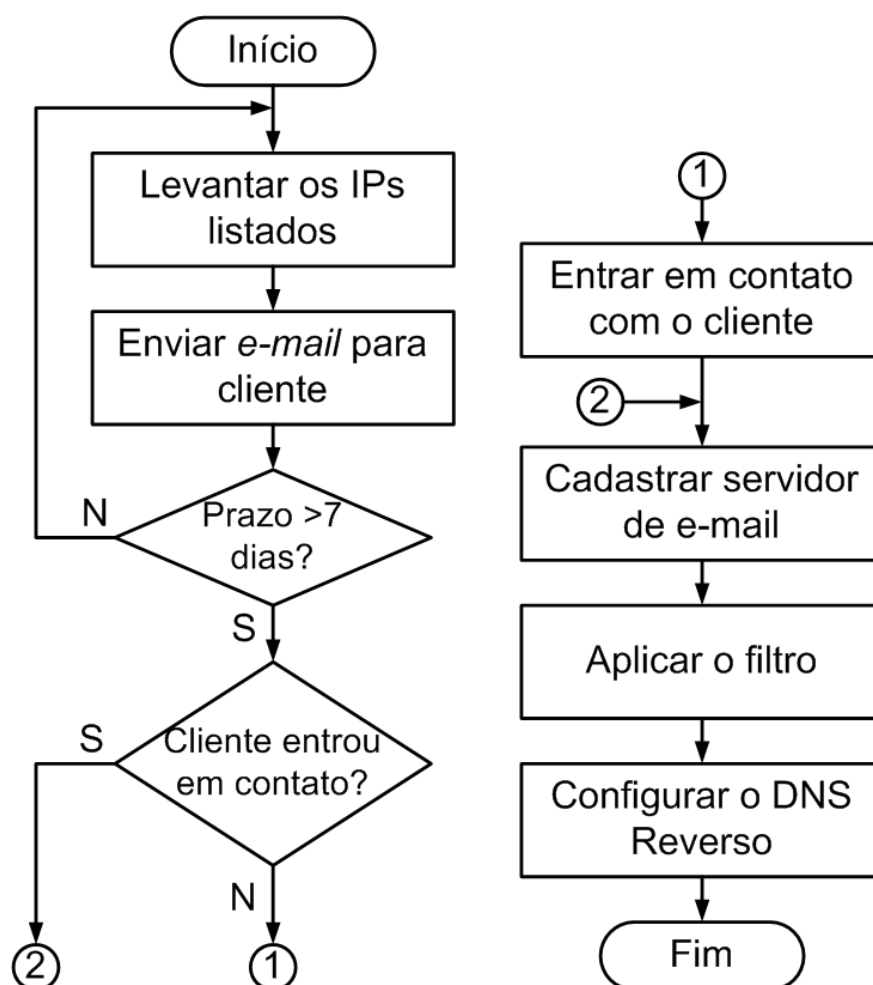 Início
Levantar os IPs
listados
Enviar e-mail para
cliente
Prazo >7
dias?
N
S
Cliente entrou
em contato?
S
N
2
1
1
Entrar em contato
com o cliente
2
Cadastrar servidor
de e-mail
Aplicar o filtro
Configurar o DNS
Reverso
Fim